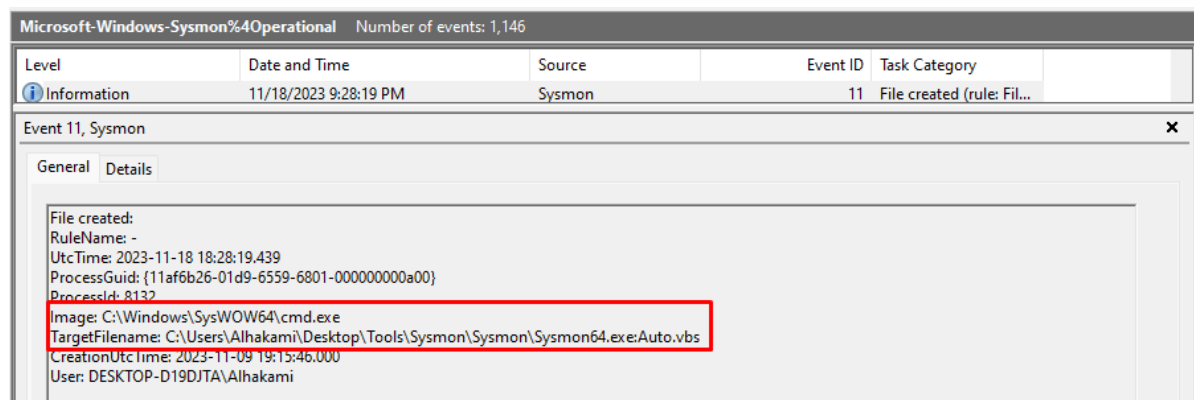 Microsoft-Windows-Sysmon%4Operational Number of events: 1,146
Level Date and Time Source Event ID Task Category
Information 11/18/2023 9:28:19 PM Sysmon 11 File created (rule: Fil...
Event 11, Sysmon
General Details
File created:
RuleName: -
UtcTime: 2023-11-18 18:28:19.439
ProcessGuid: {11af6b26-01d9-6559-6801-000000000a00}
ProcessId: 8132
Image: C:\Windows\SysWOW64\cmd.exe
TargetFilename: C:\Users\Alhakami\Desktop\Tools\Sysmon\Sysmon\Sysmon64.exe:Auto.vbs
CreationUtcTime: 2023-11-09 19:15:46.000
User: DESKTOP-D19DJTA\Alhakami